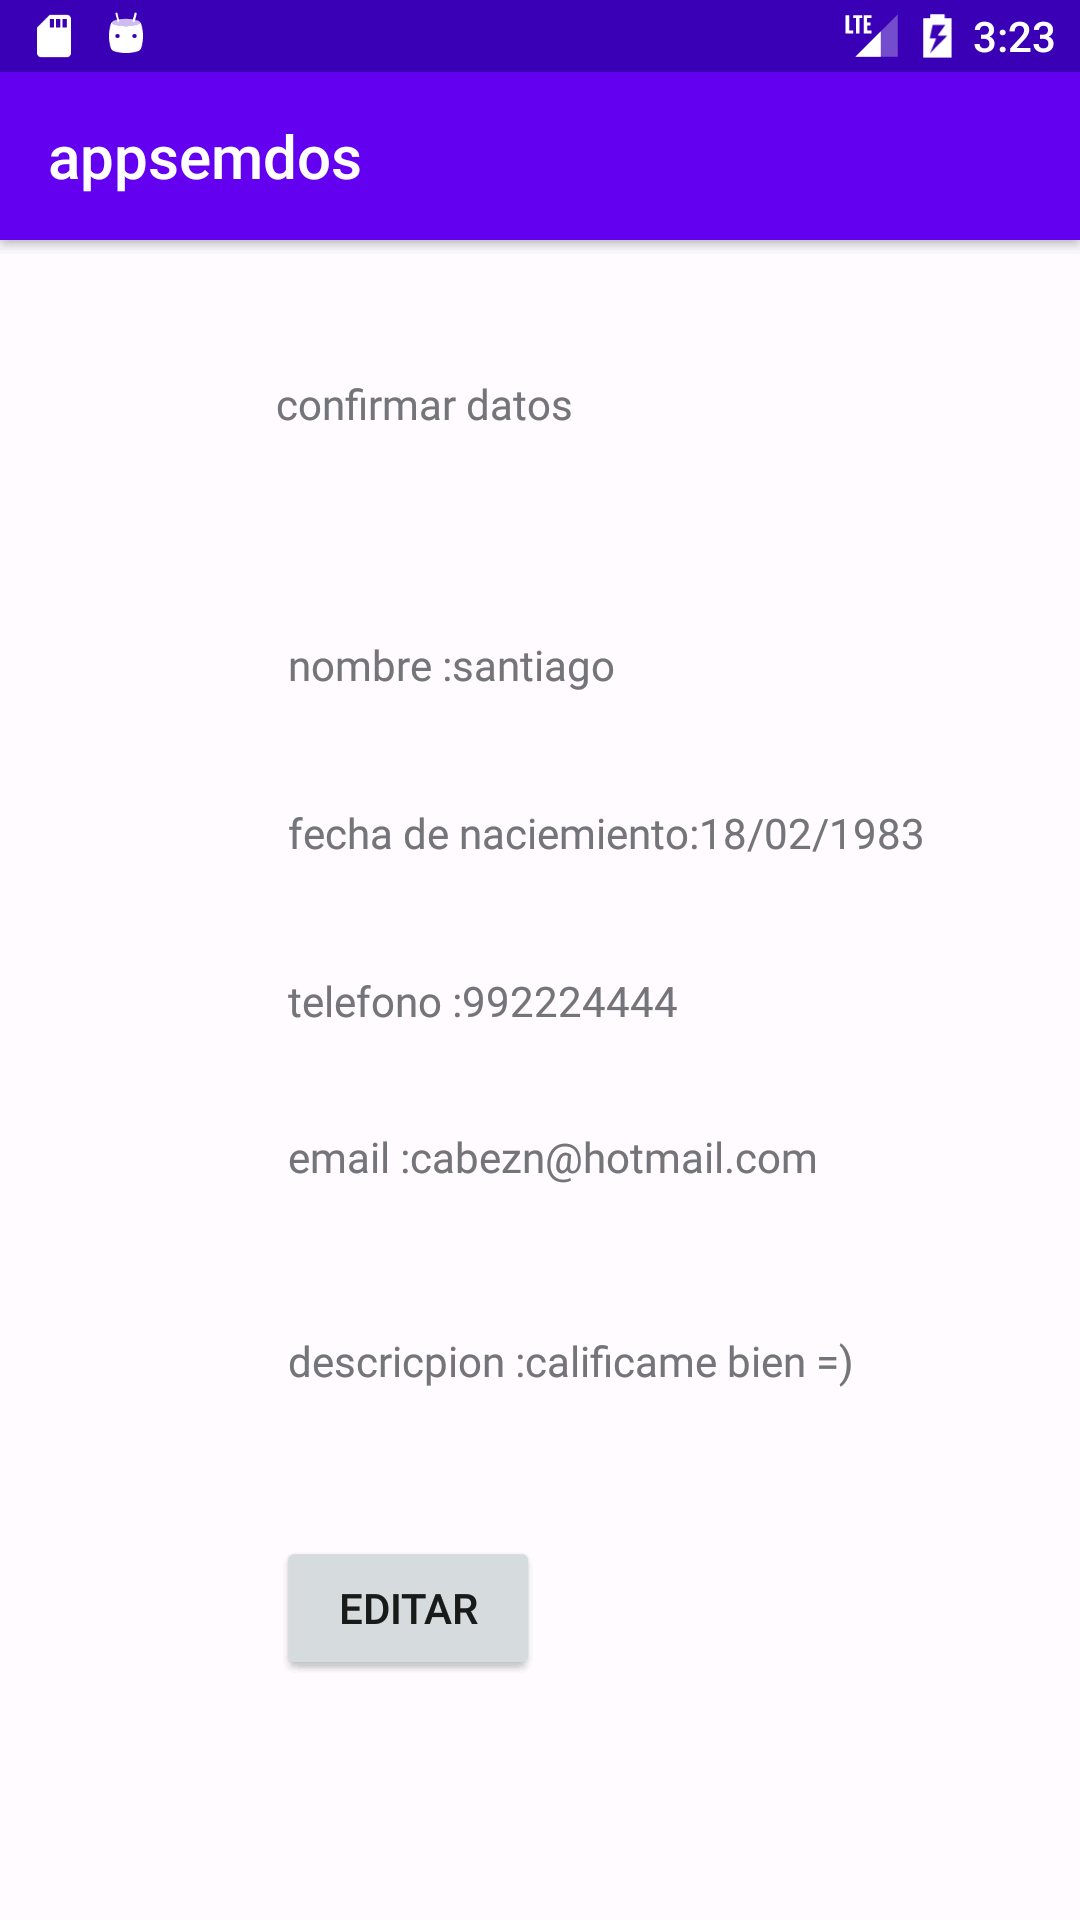 LTE 3:23
appsemdos
confirmar datos
nombre :santiago
fecha de naciemiento:18/02/1983
telefono :992224444
email :cabezn@hotmail.com
descricpion :calificame bien =)
EDITAR